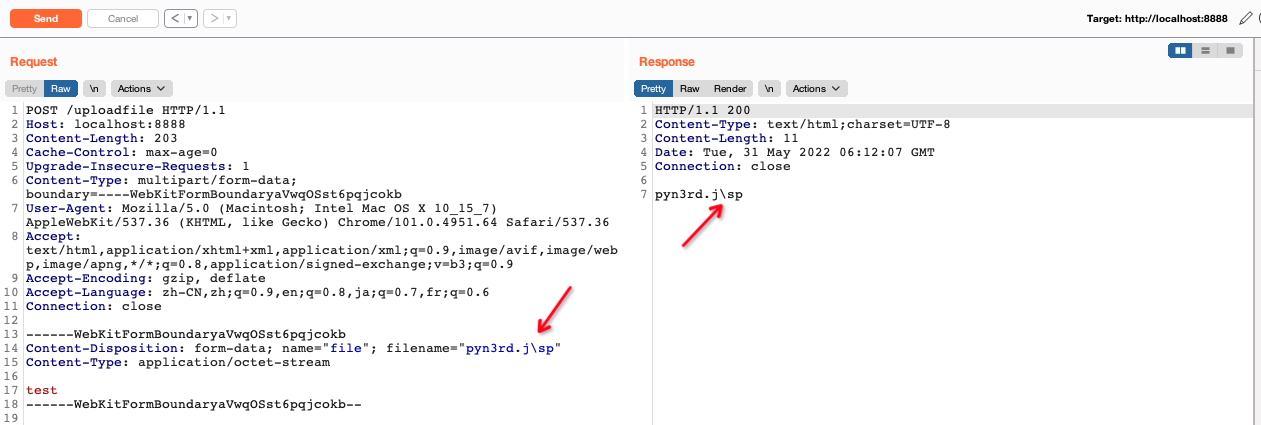 Send Cancel < > Target: http://localhost:8888
Request
Pretty Raw \n Actions
1 POST /uploadfile HTTP/1.1
2 Host: localhost:8888
3 Content-Length: 203
4 Cache-Control: max-age=0
5 Upgrade-Insecure-Requests: 1
6 Content-Type: multipart/form-data;
boundary=----WebKitFormBoundaryaVwqOSst6pqjcokb
7 User-Agent: Mozilla/5.0 (Macintosh; Intel Mac OS X 10_15_7)
AppleWebKit/537.36 (KHTML, like Gecko) Chrome/101.0.4951.64 Safari/537.36
8 Accept:
text/html,application/xhtml+xml,application/xml;q=0.9,image/avif,image/web
p,image/apng,*/*;q=0.8,application/signed-exchange;v=b3;q=0.9
9 Accept-Encoding: gzip, deflate
10 Accept-Language: zh-CN,zh;q=0.9,en;q=0.8,ja;q=0.7,fr;q=0.6
11 Connection: close
12
13 ------WebKitFormBoundaryaVwqOSst6pqjcokb
14 Content-Disposition: form-data; name="file"; filename="pyn3rd.j\sp"
15 Content-Type: application/octet-stream
16
17 test
18 ------WebKitFormBoundaryaVwqOSst6pqjcokb--
19
Response
Pretty Raw Render \n Actions
1 HTTP/1.1 200
2 Content-Type: text/html;charset=UTF-8
3 Content-Length: 11
4 Date: Tue, 31 May 2022 06:12:07 GMT
5 Connection: close
6
7 pyn3rd.j\sp